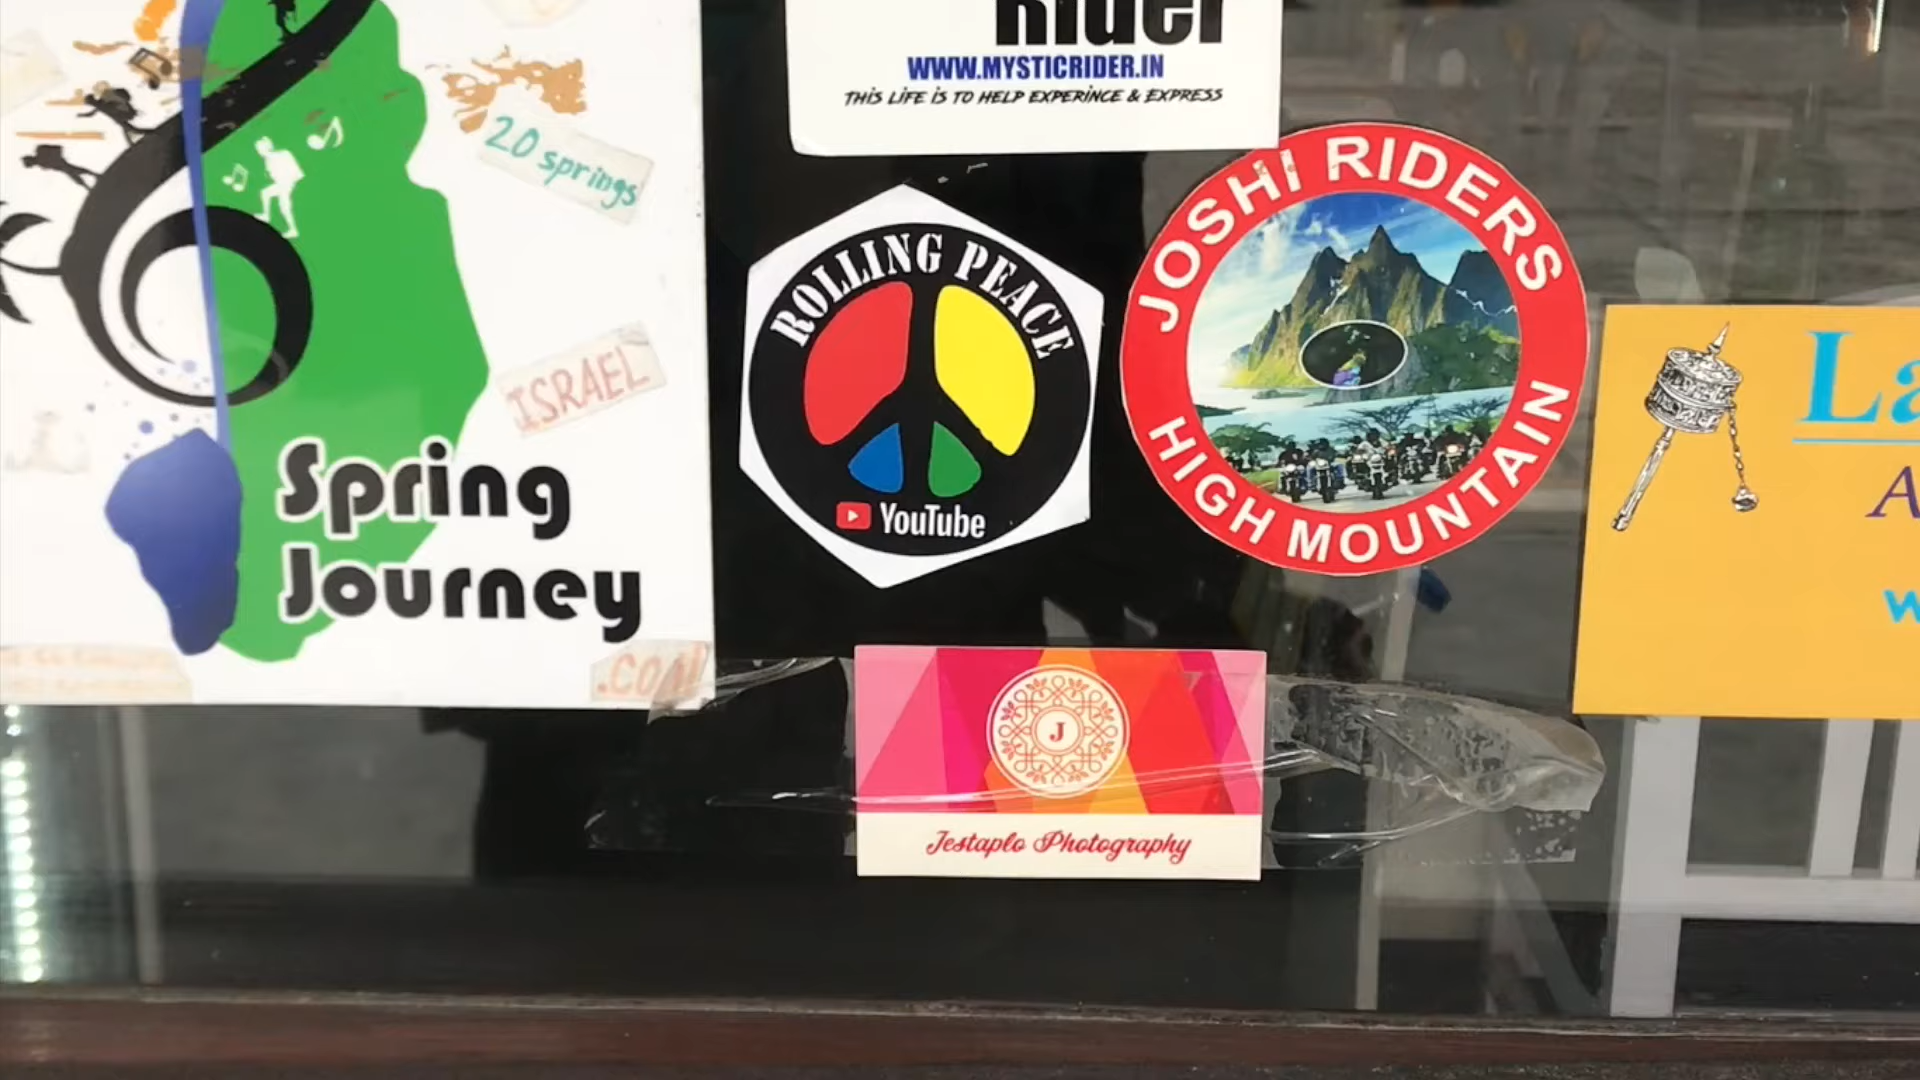 Rider
WWW.MYSTICRIDER.IN
THIS LIFE IS TO HELP EXPERINCE & EXPRESS
20 springs
ISRAEL
Spring
Journey
.com
ROLLING PEACE
YouTube
JOSHI RIDERS
HIGH MOUNTAIN
La
A
w
J
Jestaplo Photography